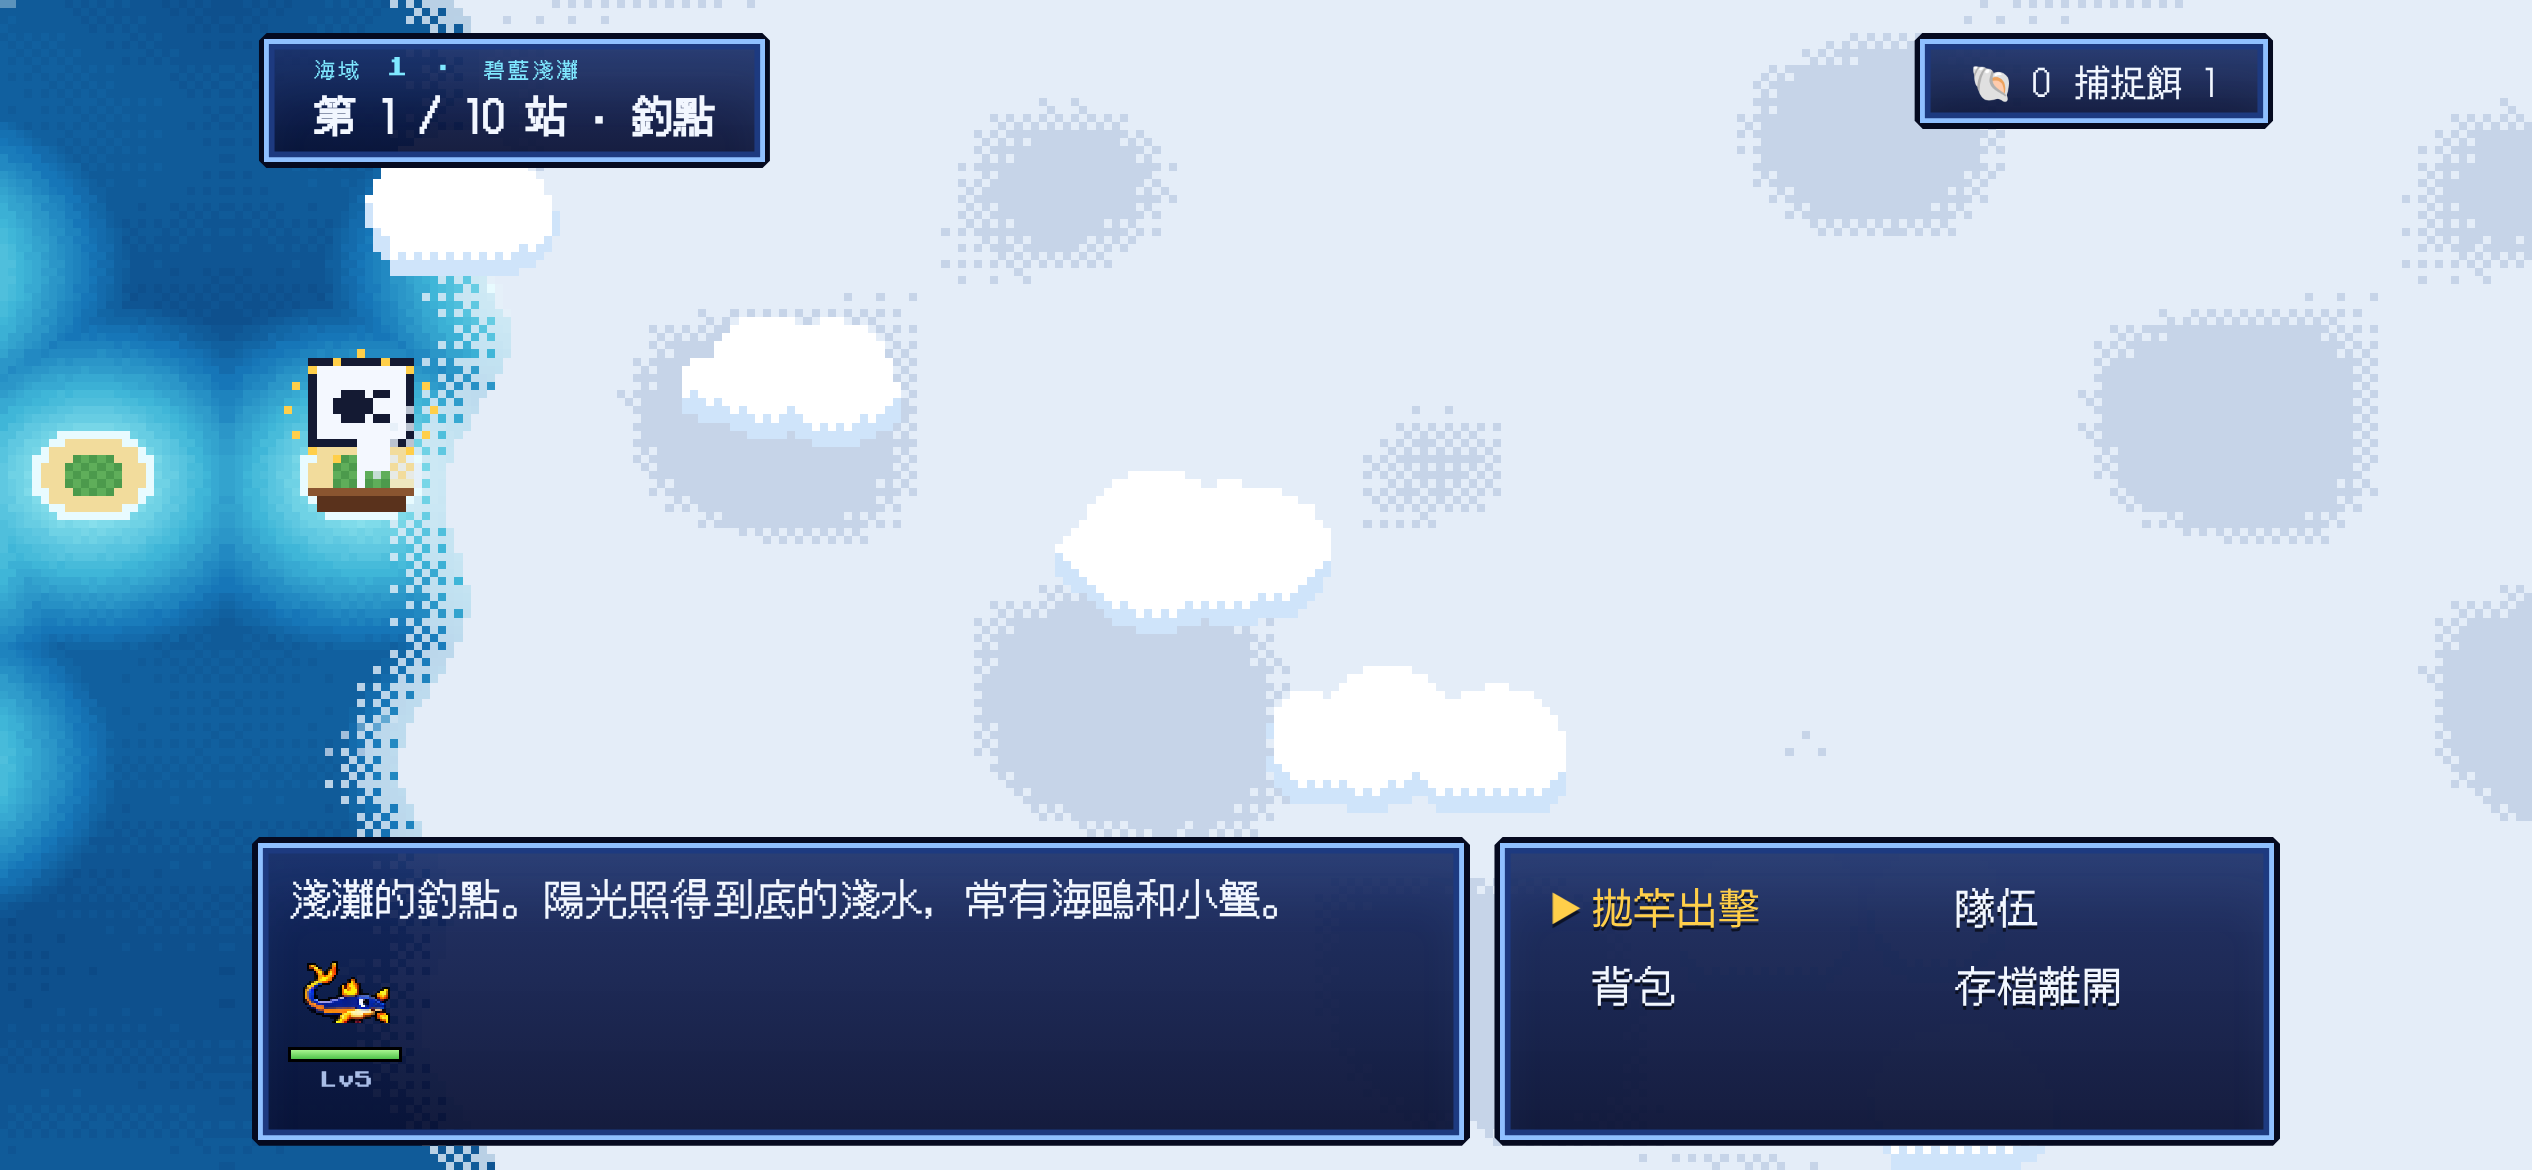 海域 1 · 碧藍淺灘
第 1 / 10 站 · 釣點
0 捕捉餌 1
淺灘的釣點。陽光照得到底的淺水，常有海鷗和小蟹。
Lv5
▶拋竿出擊 隊伍
背包 存檔離開